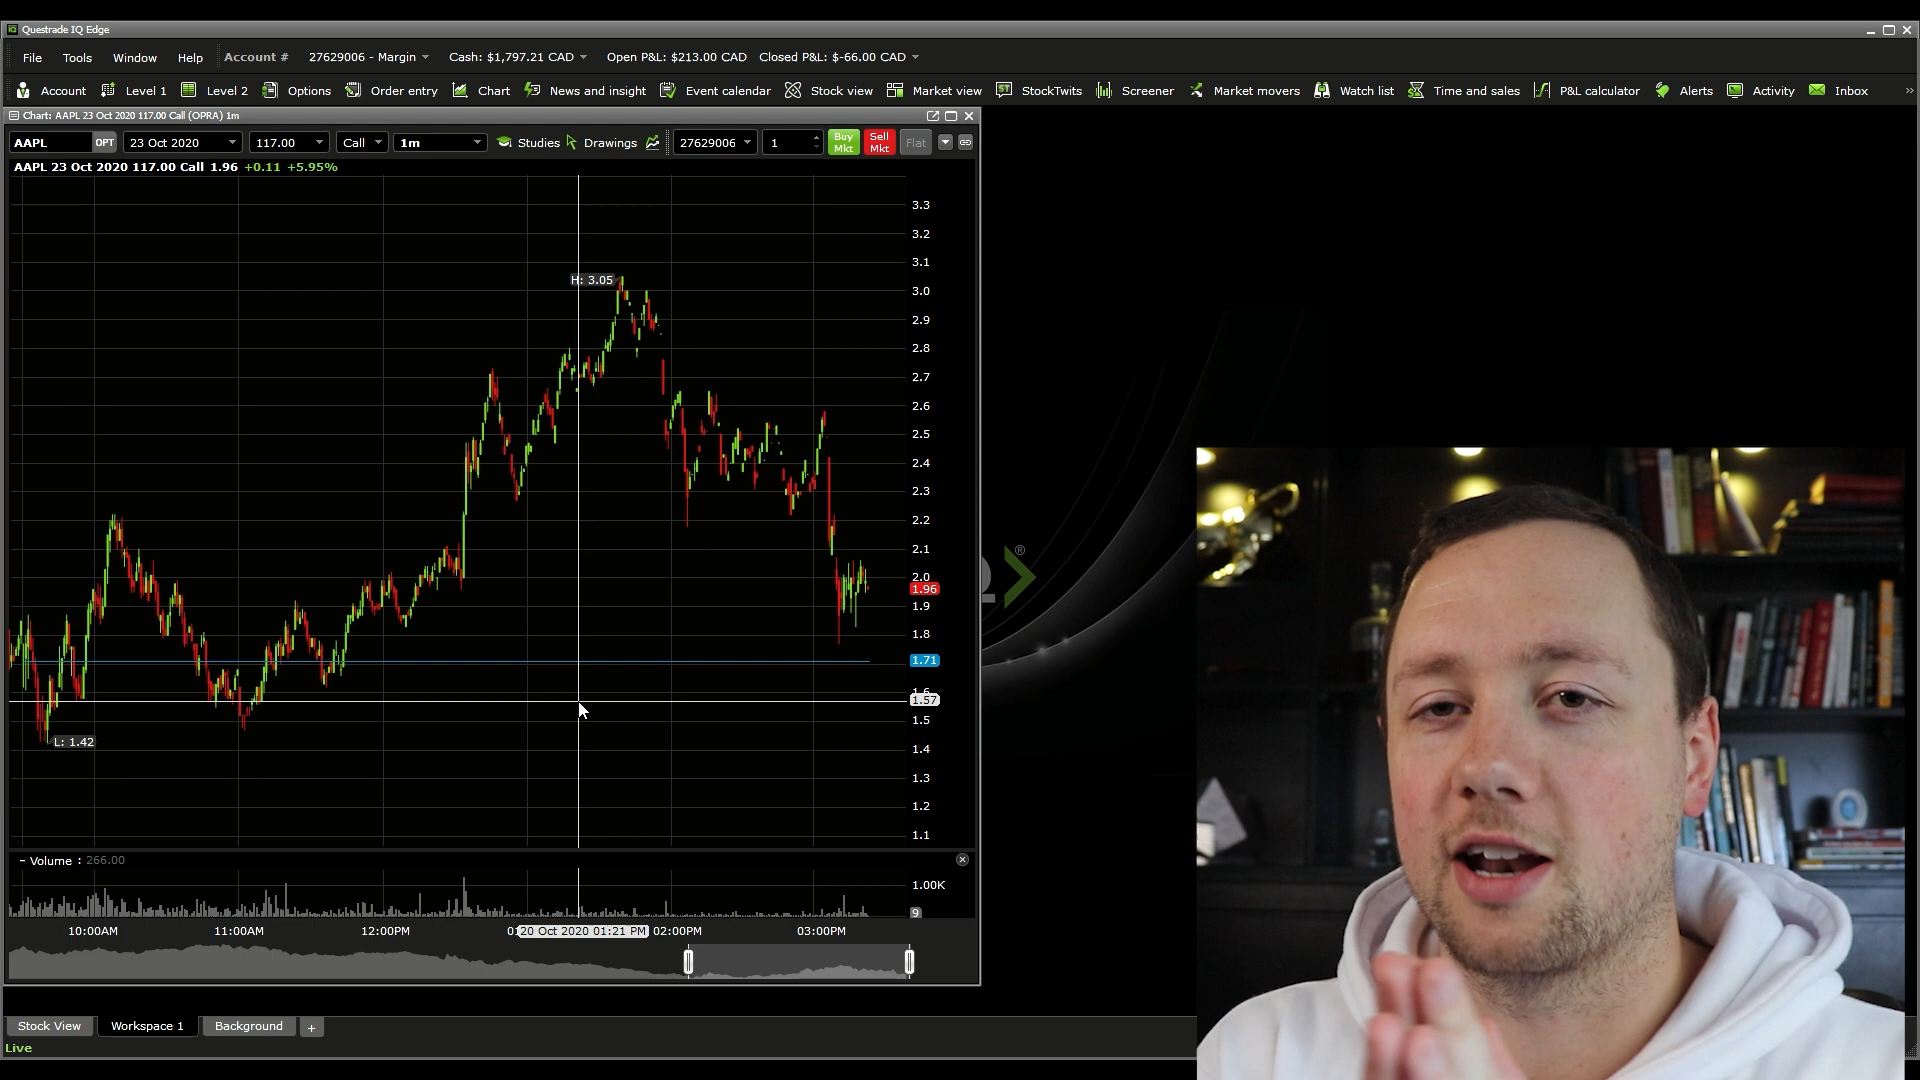 Questrade IQ Edge
File Tools Window Help Account # 27629006 - Margin Cash: $1,797.21 CAD Open P&L: $213.00 CAD Closed P&L: $-66.00 CAD
Account Level 1 Level 2 Options Order entry Chart News and insight Event calendar Stock view Market view StockTwits Screener Market movers Watch list Time and sales P&L calculator Alerts Activity Inbox
Chart: AAPL 23 Oct 2020 117.00 Call (OPRA) 1m
AAPL OPT 23 Oct 2020 117.00 Call 1m Studies Drawings 27629006 1 Buy Mkt Sell Mkt Flat
AAPL 23 Oct 2020 117.00 Call 1.96 +0.11 +5.95%
3.3
3.2
3.1
H: 3.05
3.0
2.9
2.8
2.7
2.6
2.5
2.4
2.3
2.2
2.1
2.0
1.96
1.9
1.8
1.71
1.6
1.57
1.5
L: 1.42
1.4
1.3
1.2
1.1
Volume : 266.00
1.00K
9
10:00AM 11:00AM 12:00PM 20 Oct 2020 01:21 PM 02:00PM 03:00PM
Stock View Workspace 1 Background +
Live